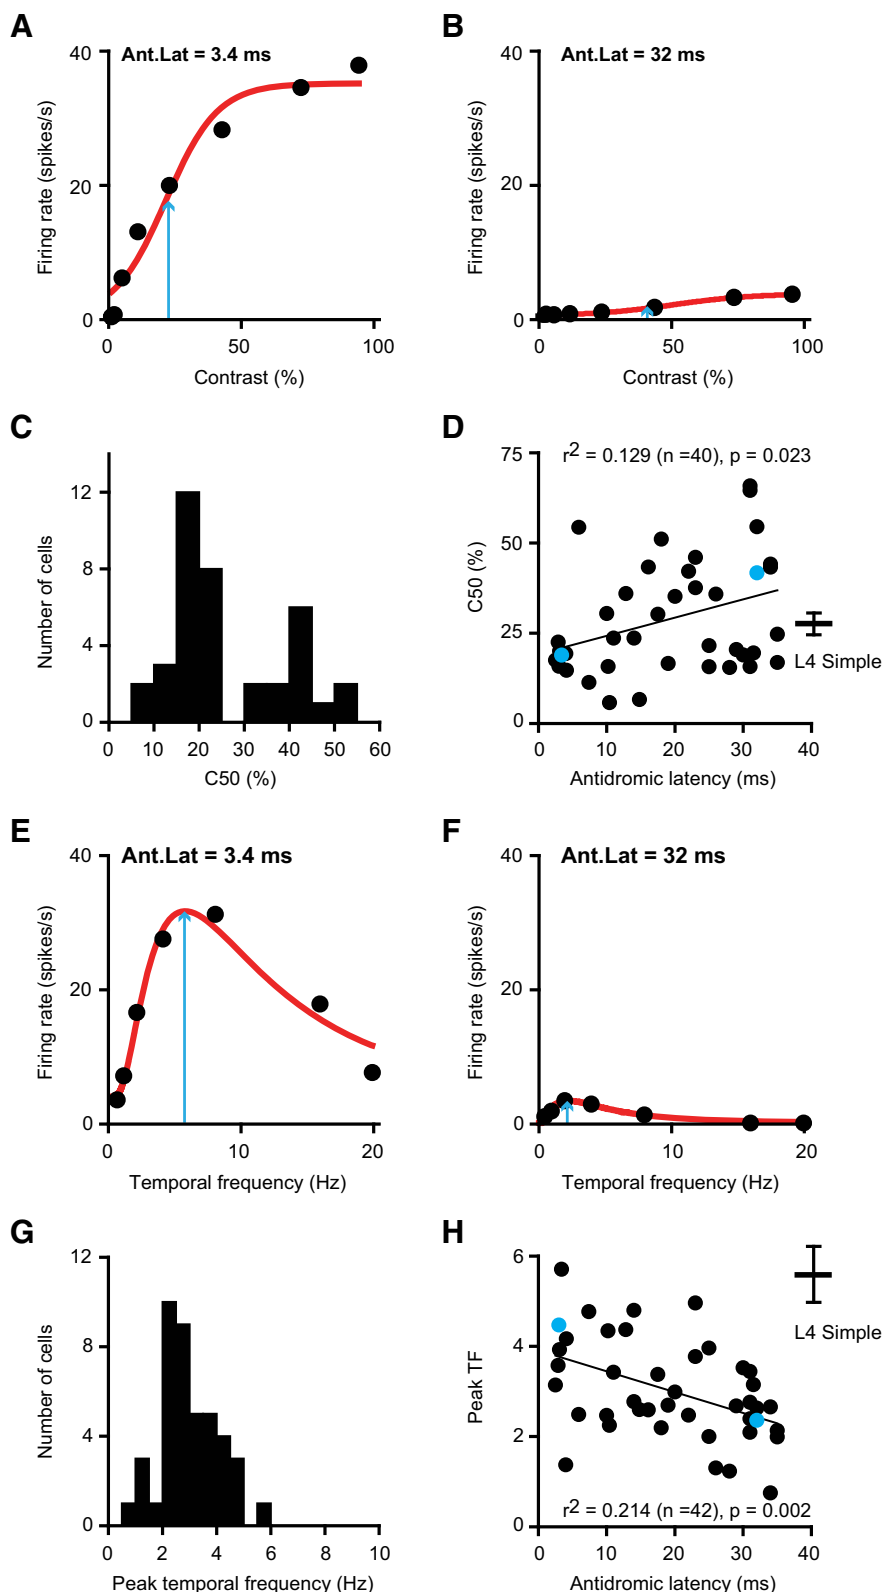 A
B
Ant.Lat = 3.4 ms
Ant.Lat = 32 ms
Firing rate (spikes/s)
40
20
0
0 50 100
Contrast (%)
Firing rate (spikes/s)
40
20
0
0 50 100
Contrast (%)
C
D
Number of cells
12
8
4
0
0 10 20 30 40 50 60
C50 (%)
r2 = 0.129 (n =40), p = 0.023
C50 (%)
75
50
25
0
L4 Simple
0 10 20 30 40
Antidromic latency (ms)
E
F
Ant.Lat = 3.4 ms
Ant.Lat = 32 ms
Firing rate (spikes/s)
40
20
0
0 10 20
Temporal frequency (Hz)
Firing rate (spikes/s)
40
20
0
0 10 20
Temporal frequency (Hz)
G
H
Number of cells
12
8
4
0
0 2 4 6 8 10
Peak temporal frequency (Hz)
Peak TF
6
4
2
0
L4 Simple
r2 = 0.214 (n =42), p = 0.002
0 10 20 30 40
Antidromic latency (ms)